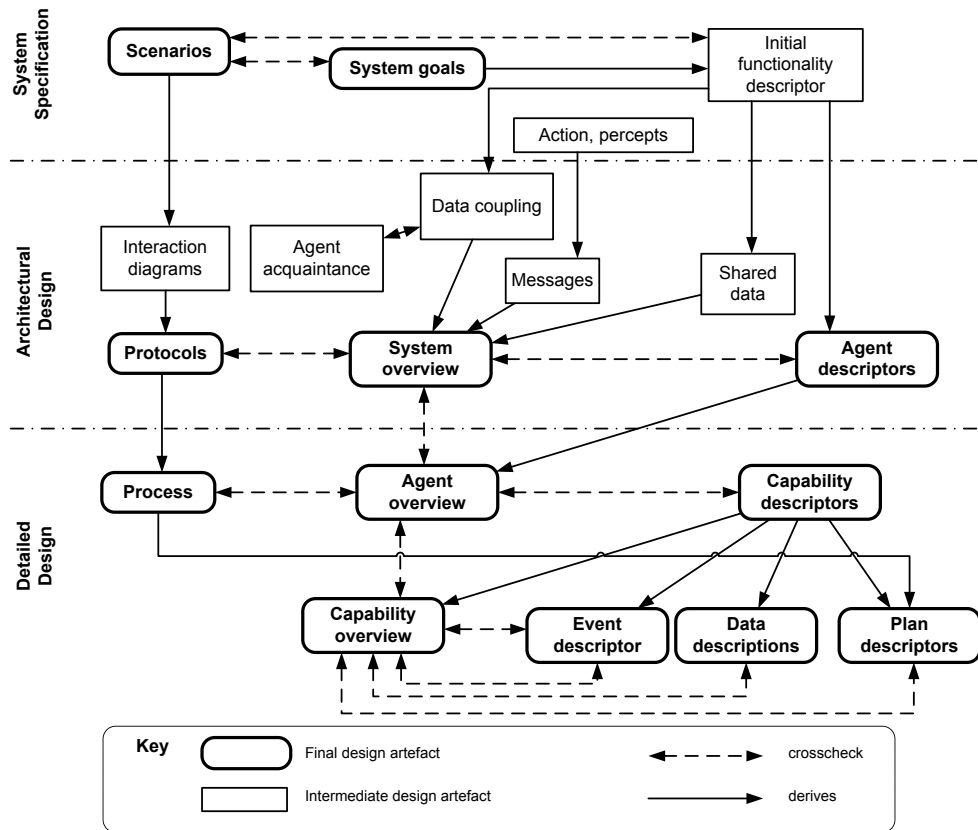 System
Specification
Scenarios
System goals
Initial
functionality
descriptor
Action, percepts
Architectural
Design
Data coupling
Interaction
diagrams
Agent
acquaintance
Messages
Shared
data
Protocols
System
overview
Agent
descriptors
Detailed
Design
Process
Agent
overview
Capability
descriptors
Capability
overview
Event
descriptor
Data
descriptions
Plan
descriptors
Key
Final design artefact
crosscheck
Intermediate design artefact
derives